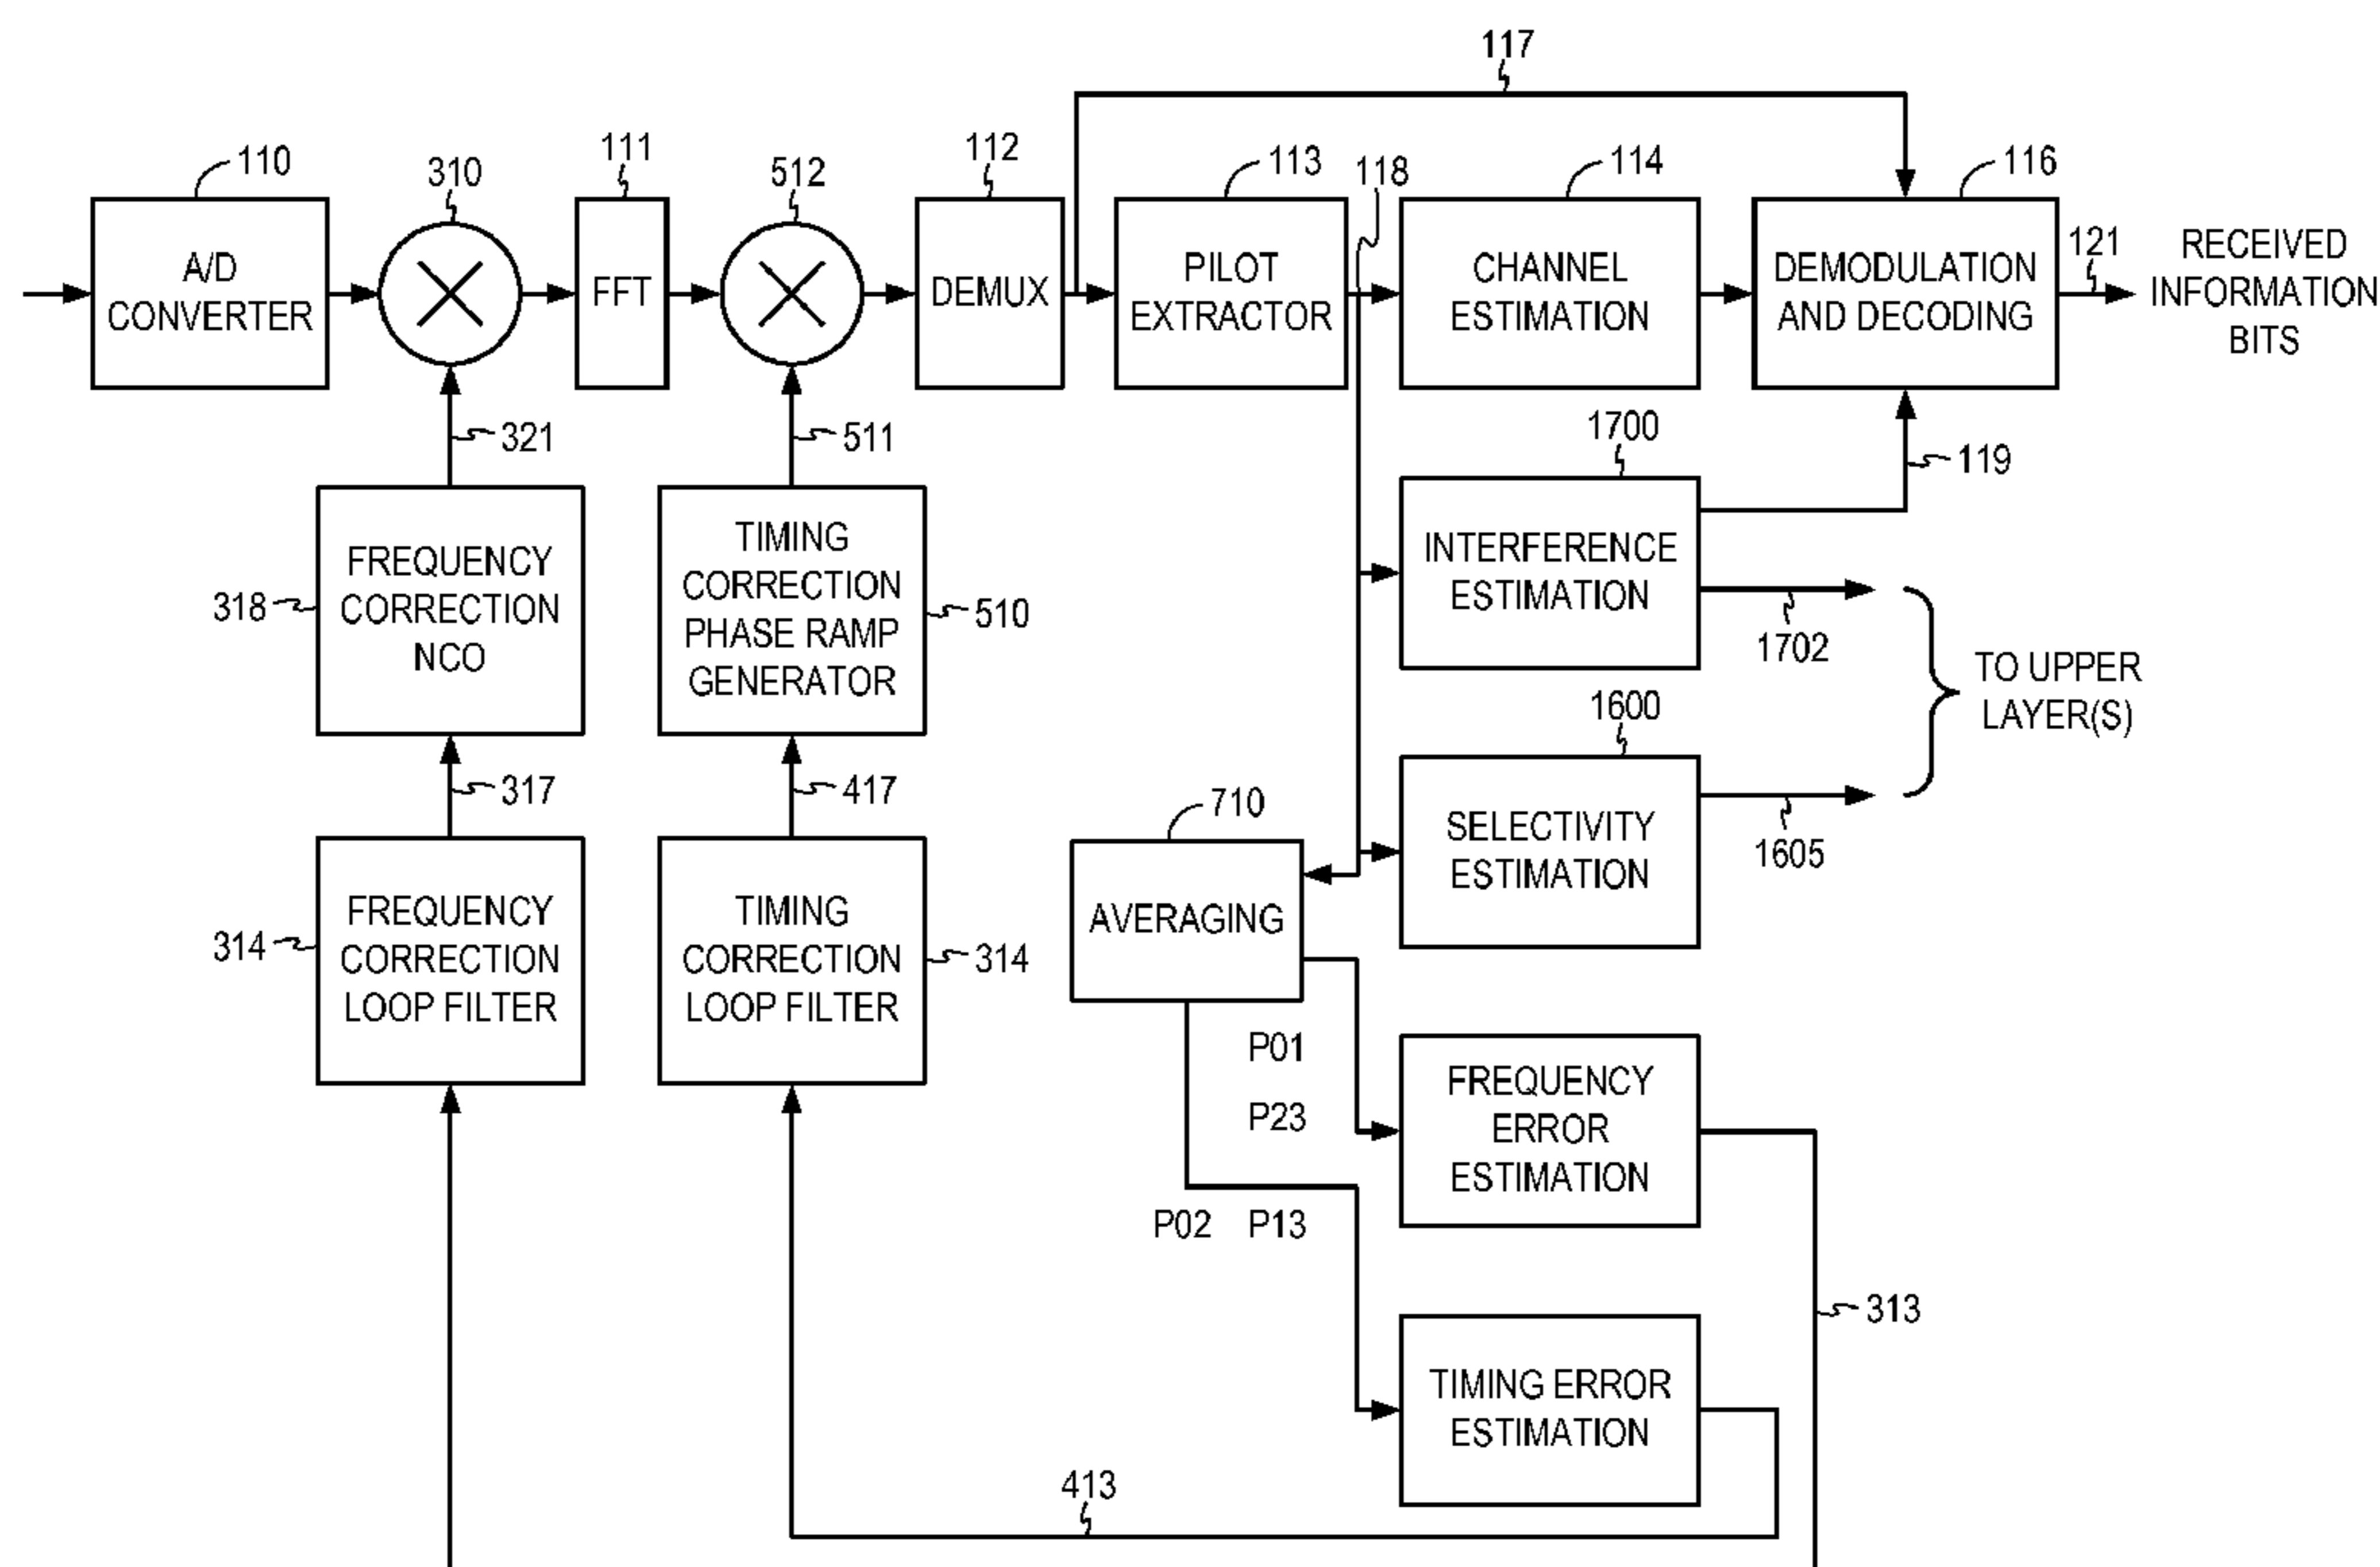 117
110
310
111
512
112
113
118
114
116
A/D
CONVERTER
FFT
DEMUX
PILOT
EXTRACTOR
CHANNEL
ESTIMATION
DEMODULATION
AND DECODING
121
RECEIVED
INFORMATION
BITS
321
511
1700
119
318
FREQUENCY
CORRECTION
NCO
TIMING
CORRECTION
PHASE RAMP
GENERATOR
510
INTERFERENCE
ESTIMATION
1702
TO UPPER
LAYER(S)
317
417
710
1600
SELECTIVITY
ESTIMATION
1605
314
FREQUENCY
CORRECTION
LOOP FILTER
TIMING
CORRECTION
LOOP FILTER
314
AVERAGING
P01
P23
FREQUENCY
ERROR
ESTIMATION
P02 P13
313
TIMING ERROR
ESTIMATION
413